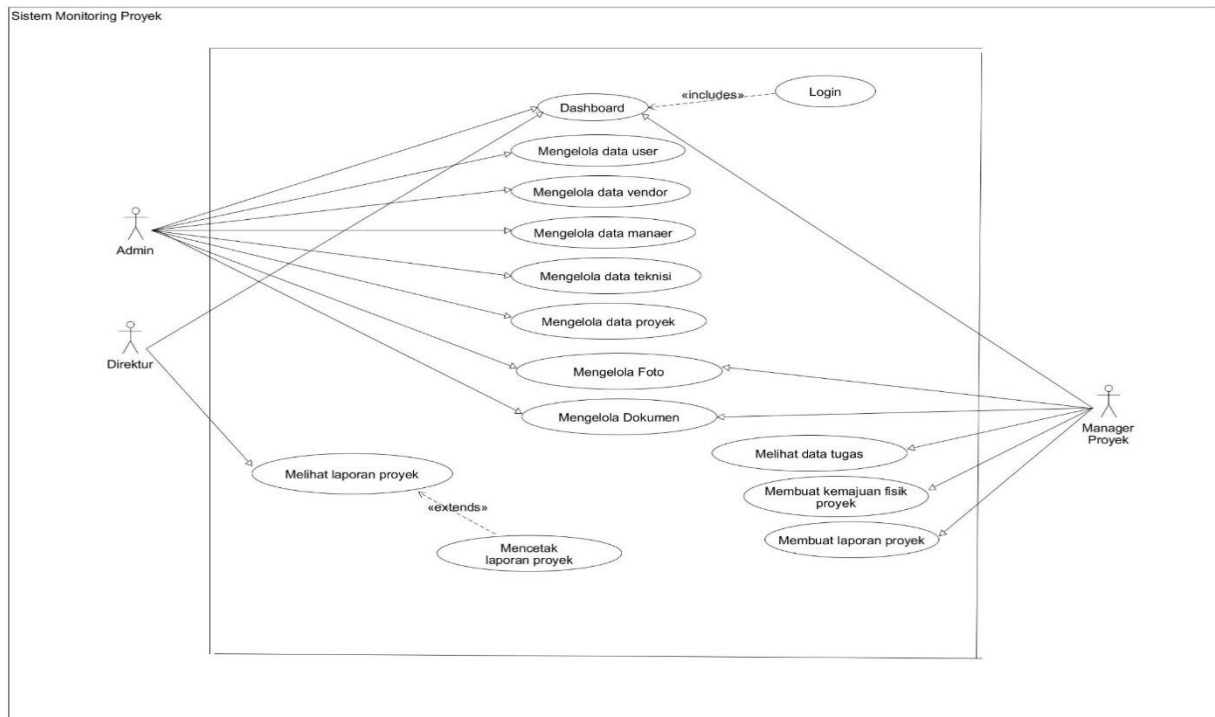 Sistem Monitoring Proyek
Dashboard
«includes»
Login
Mengelola data user
Mengelola data vendor
Mengelola data manaer
Mengelola data teknisi
Mengelola data proyek
Mengelola Foto
Mengelola Dokumen
Admin
Direktur
Manager
Proyek
Melihat data tugas
Melihat laporan proyek
Membuat kemajuan fisik
proyek
«extends»
Membuat laporan proyek
Mencetak
laporan proyek